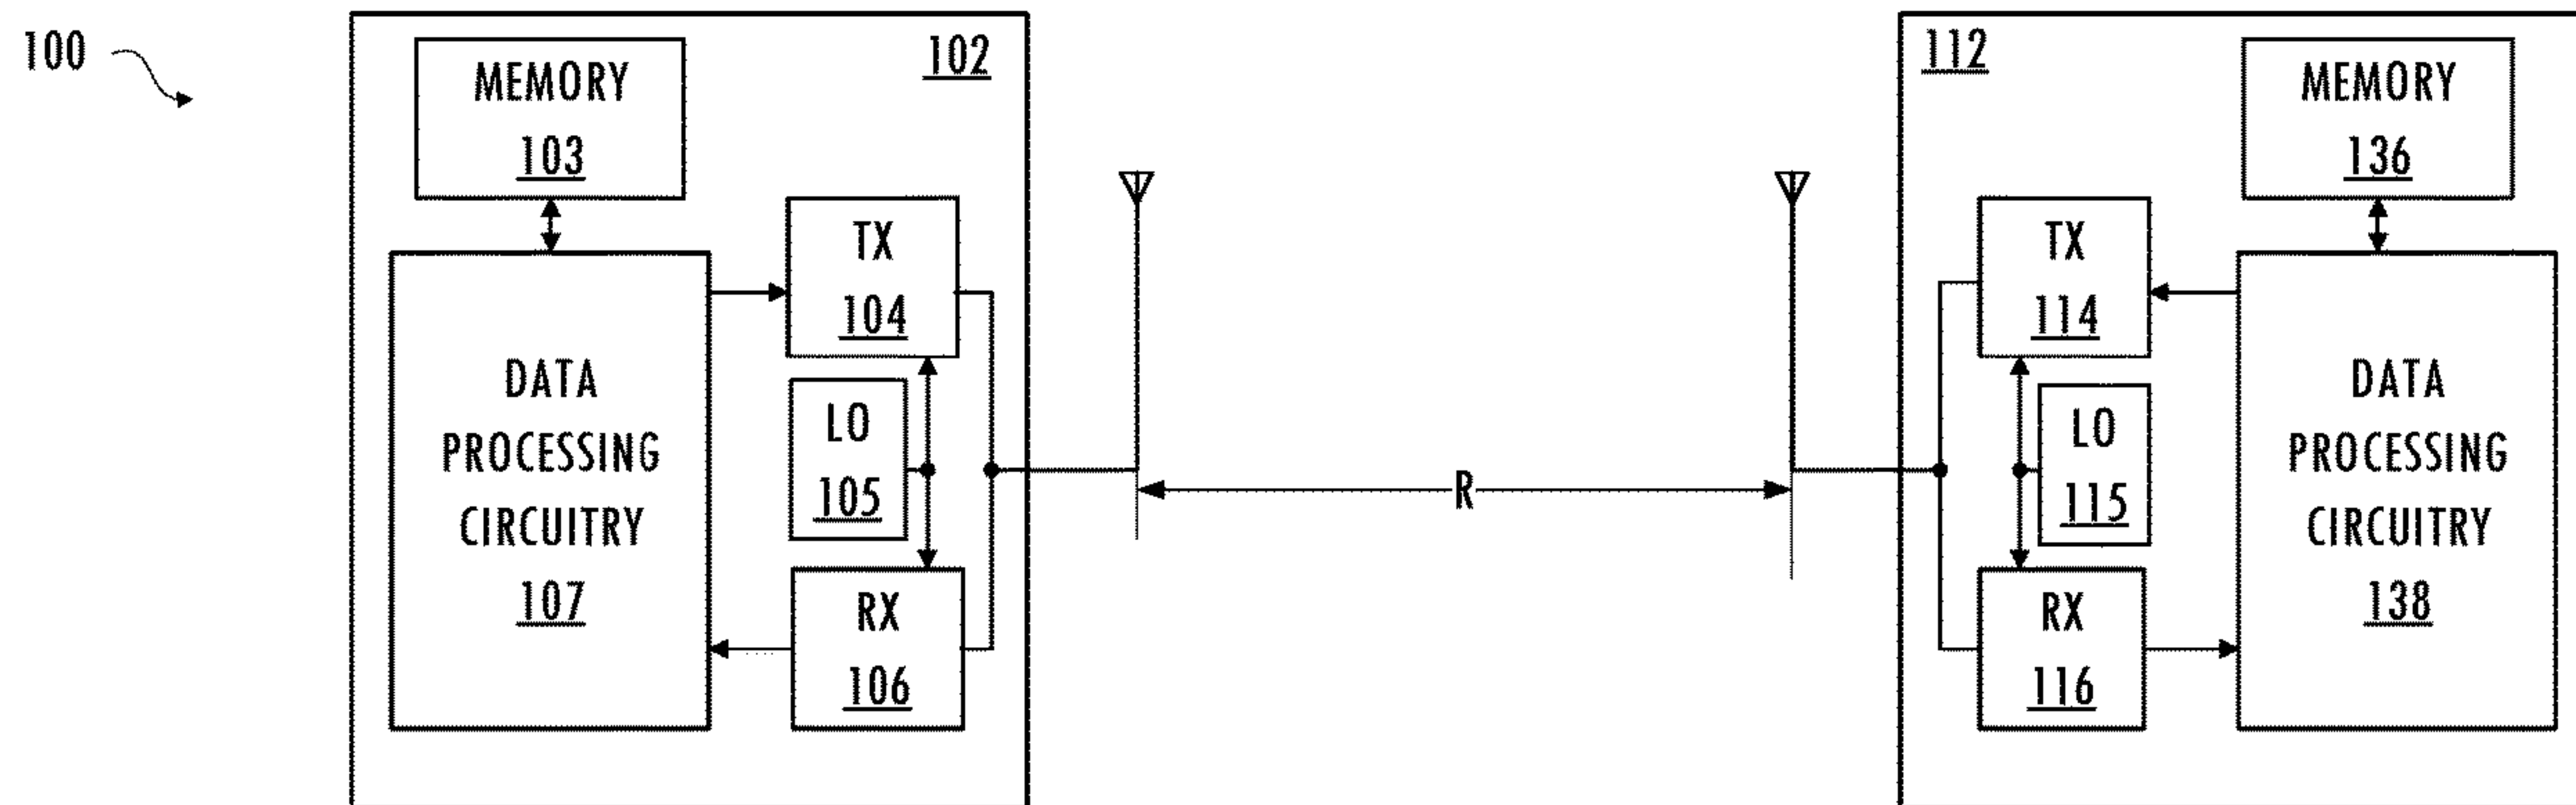 100
102
MEMORY
103
DATA
PROCESSING
CIRCUITRY
107
TX
104
LO
105
RX
106
R
112
TX
114
LO
115
RX
116
MEMORY
136
DATA
PROCESSING
CIRCUITRY
138